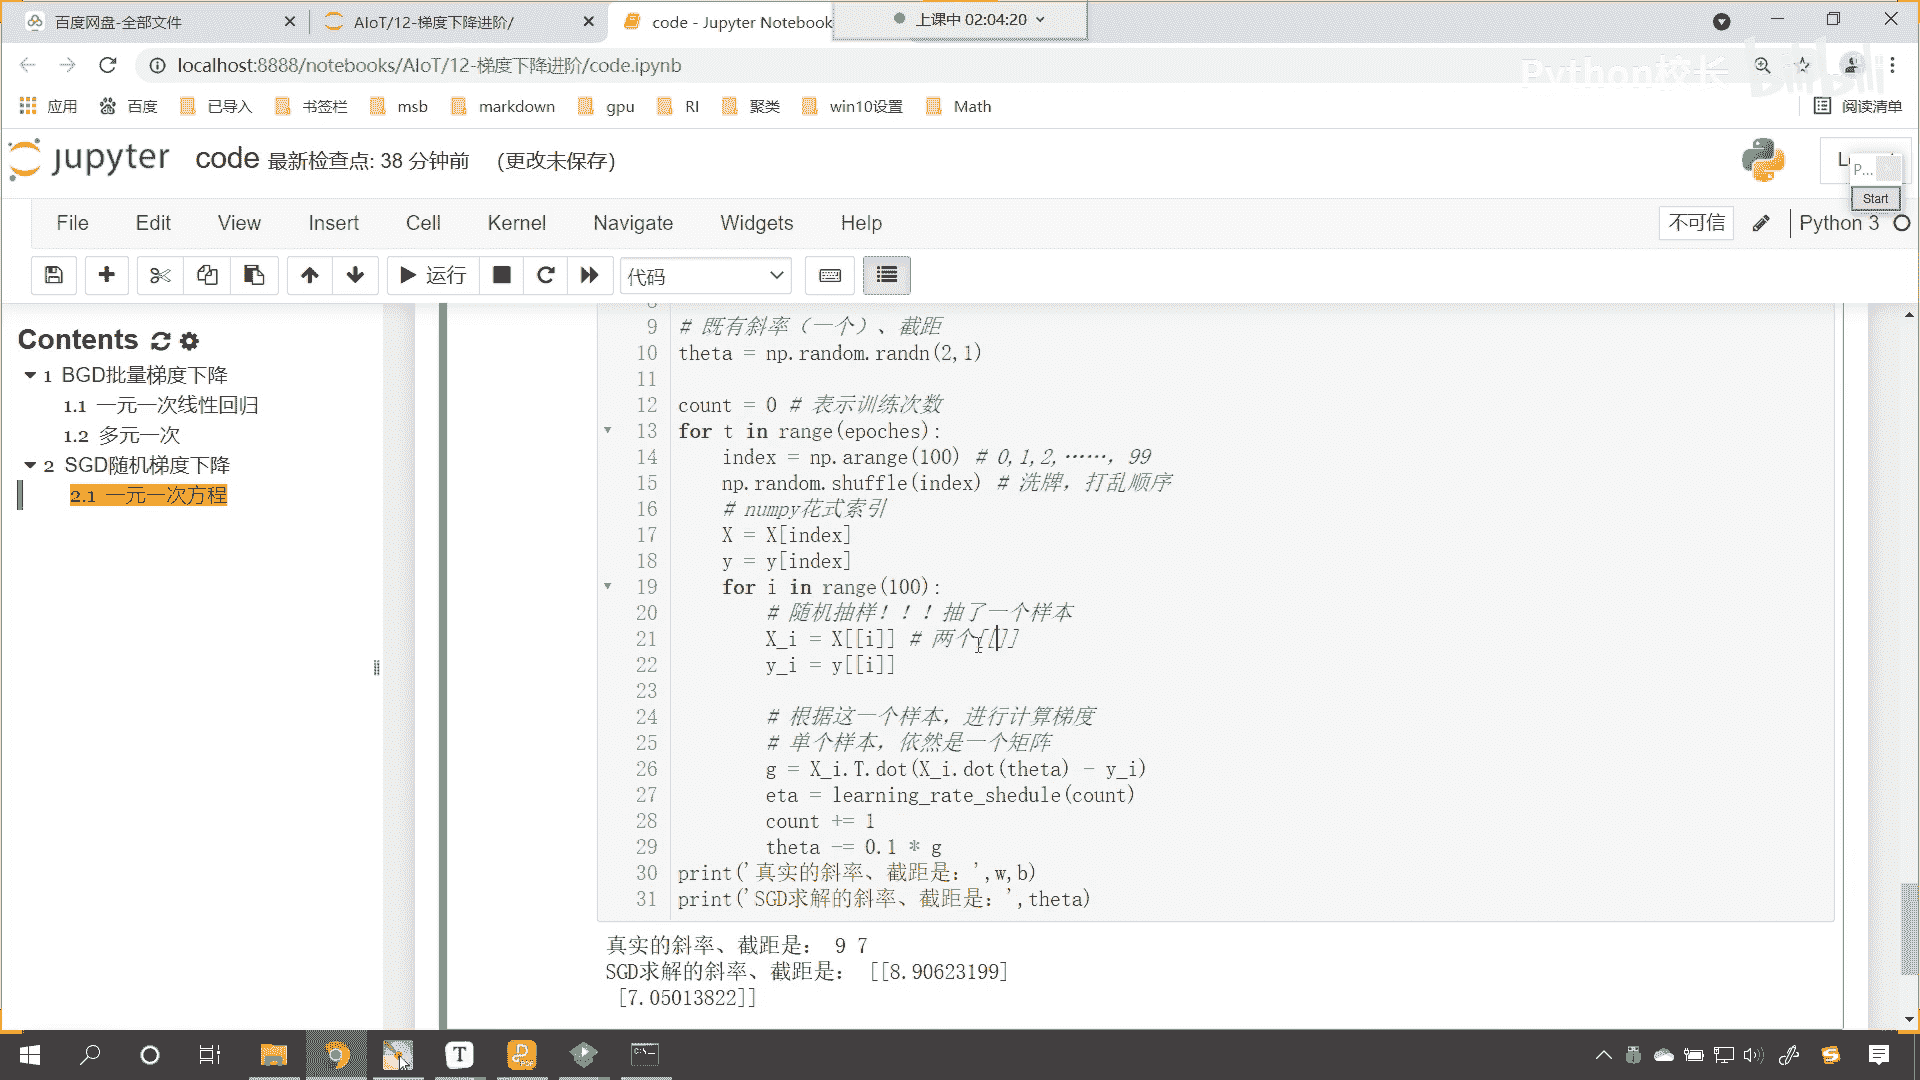 百度网盘-全部文件
AIoT/12-梯度下降进阶/
code - Jupyter Notebook
上课中 02:04:20
localhost:8888/notebooks/AIoT/12-梯度下降进阶/code.ipynb
Python校长
bilibili
应用 百度 已导入 书签栏 msb markdown gpu RI 聚类 win10设置 Math 阅读清单
jupyter code 最新检查点: 38 分钟前 (更改未保存)
P...
Start
File Edit View Insert Cell Kernel Navigate Widgets Help 不可信 Python 3
运行 代码
Contents
1 BGD批量梯度下降
1.1 一元一次线性回归
1.2 多元一次
2 SGD随机梯度下降
2.1 一元一次方程
9 # 既有斜率（一个）、截距
10 theta = np.random.randn(2,1)
11
12 count = 0 # 表示训练次数
13 for t in range(epoches):
14 index = np.arange(100) # 0,1,2,……，99
15 np.random.shuffle(index) # 洗牌，打乱顺序
16 # numpy花式索引
17 X = X[index]
18 y = y[index]
19 for i in range(100):
20 # 随机抽样！！！抽了一个样本
21 X_i = X[[i]] # 两个[[]]
22 y_i = y[[i]]
23
24 # 根据这一个样本，进行计算梯度
25 # 单个样本，依然是一个矩阵
26 g = X_i.T.dot(X_i.dot(theta) - y_i)
27 eta = learning_rate_shedule(count)
28 count += 1
29 theta -= 0.1 * g
30 print('真实的斜率、截距是：',w,b)
31 print('SGD求解的斜率、截距是：',theta)
真实的斜率、截距是： 9 7
SGD求解的斜率、截距是： [[8.90623199]
[7.05013822]]